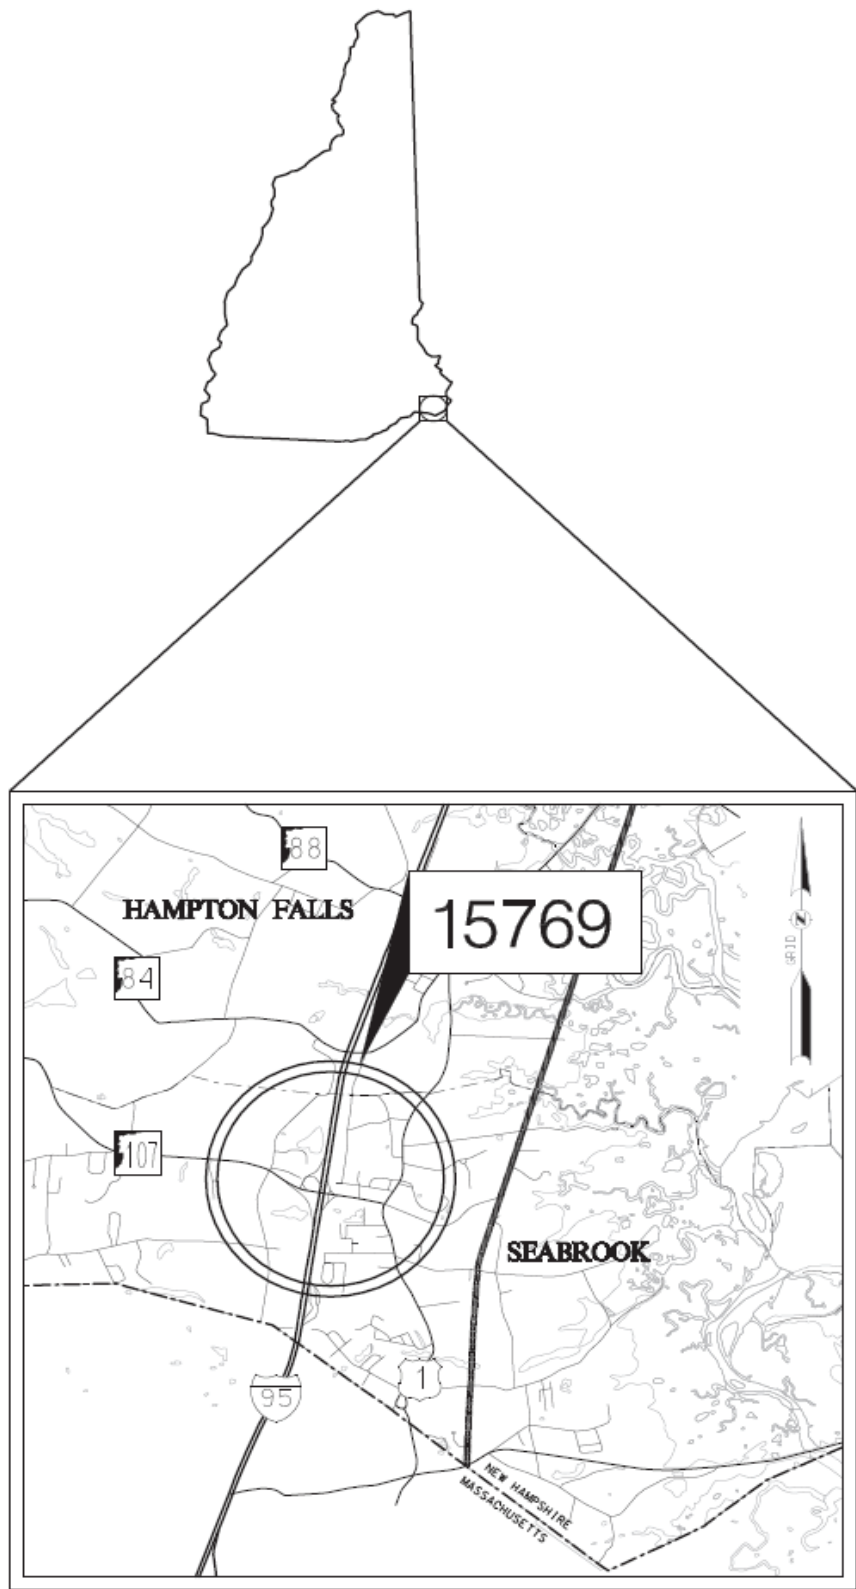 88
HAMPTON FALLS
15769
84
N
GRID
107
SEABROOK
1
95
NEW HAMPSHIRE
MASSACHUSETTS